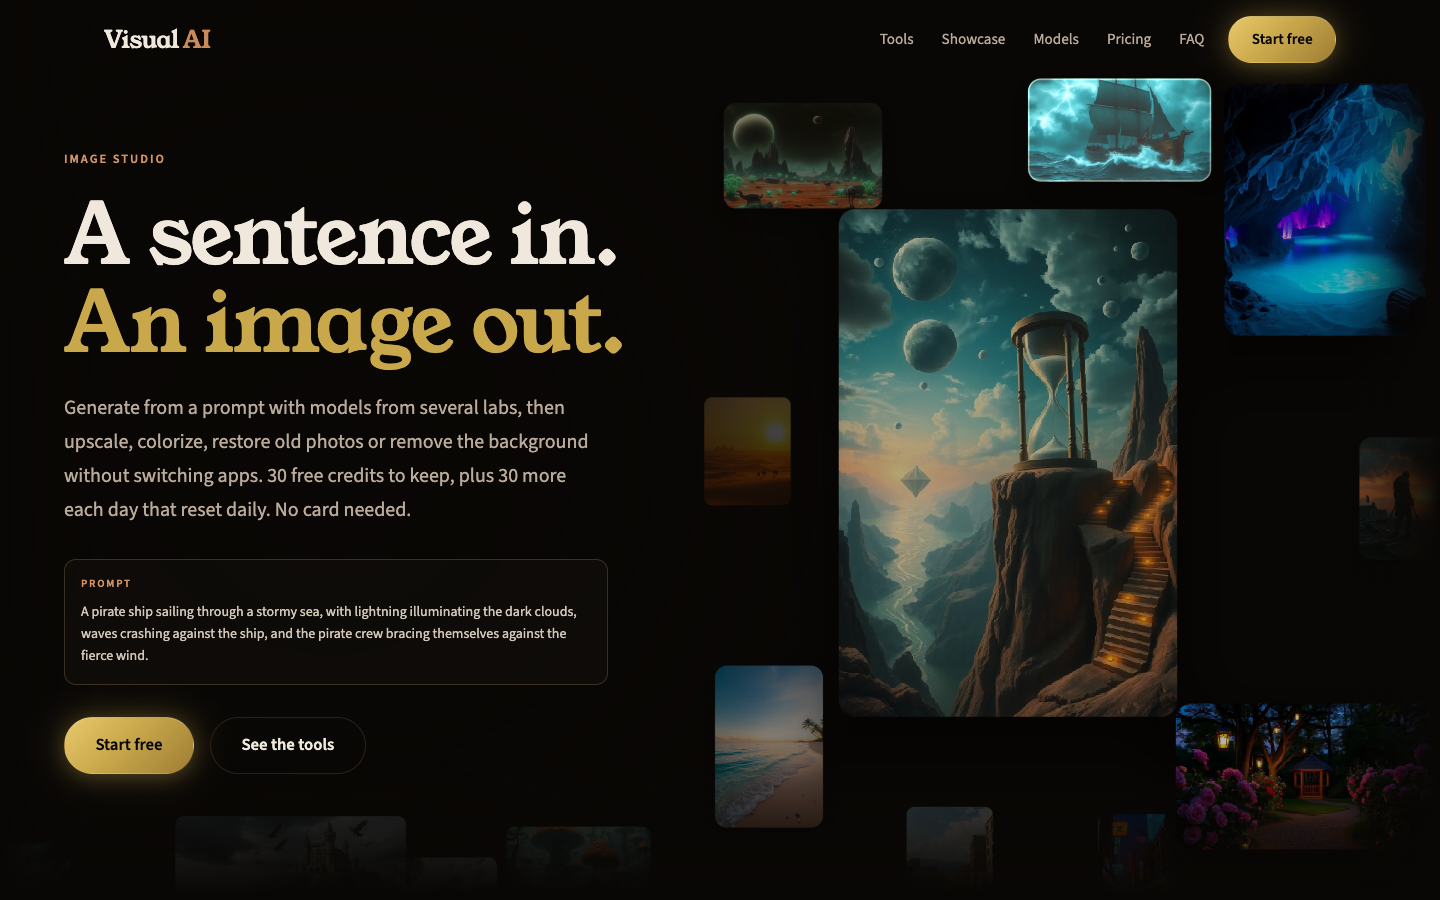 Visual AI
Tools
Showcase
Models
Pricing
FAQ
Start free
IMAGE STUDIO
A sentence in.
An image out.
Generate from a prompt with models from several labs, then
upscale, colorize, restore old photos or remove the background
without switching apps. 30 free credits to keep, plus 30 more
each day that reset daily. No card needed.
PROMPT
A pirate ship sailing through a stormy sea, with lightning illuminating the dark clouds,
waves crashing against the ship, and the pirate crew bracing themselves against the
fierce wind.
Start free
See the tools